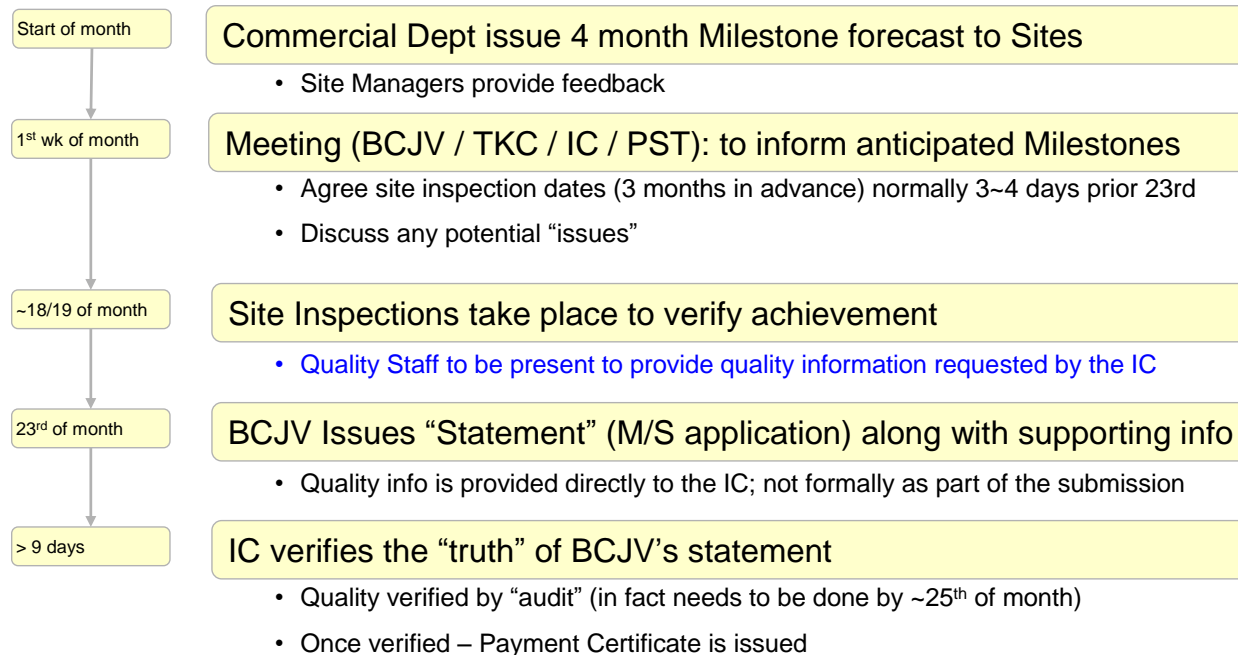 Start of month
Commercial Dept issue 4 month Milestone forecast to Sites
• Site Managers provide feedback
1st wk of month
Meeting (BCJV / TKC / IC / PST): to inform anticipated Milestones
• Agree site inspection dates (3 months in advance) normally 3~4 days prior 23rd
• Discuss any potential “issues”
~18/19 of month
Site Inspections take place to verify achievement
• Quality Staff to be present to provide quality information requested by the IC
23rd of month
BCJV Issues “Statement” (M/S application) along with supporting info
• Quality info is provided directly to the IC; not formally as part of the submission
> 9 days
IC verifies the “truth” of BCJV’s statement
• Quality verified by “audit” (in fact needs to be done by ~25th of month)
• Once verified – Payment Certificate is issued